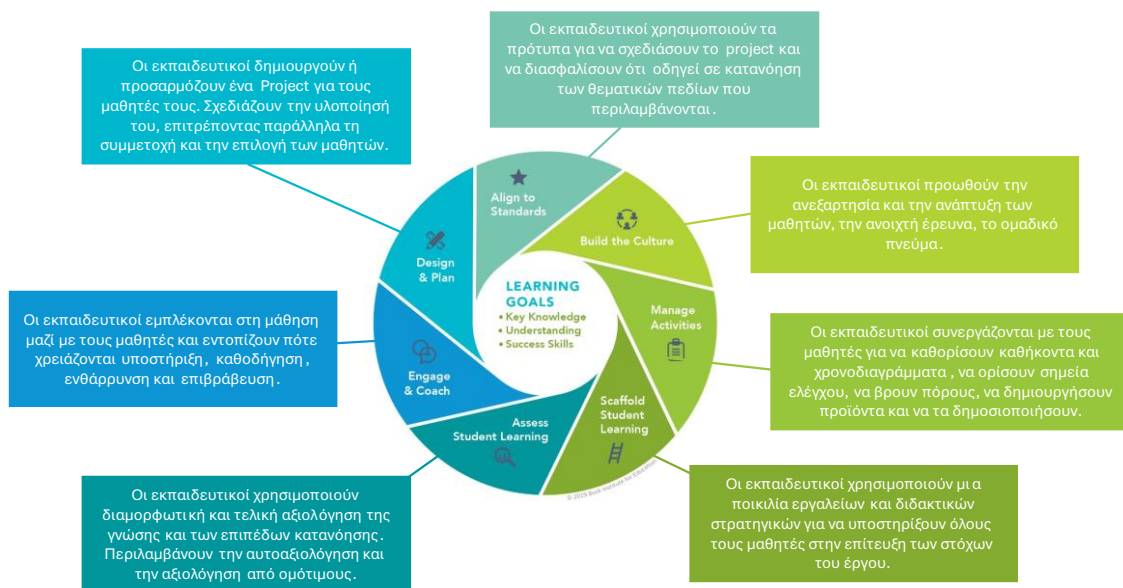 Οι εκπαιδευτικοί χρησιμοποιούν τα
πρότυπα για να σχεδιάσουν το project και
να διασφαλίσουν ότι οδηγεί σε κατανόηση
των θεματικών πεδίων που
περιλαμβάνονται.
Οι εκπαιδευτικοί δημιουργούν ή
προσαρμόζουν ένα Project για τους
μαθητές τους. Σχεδιάζουν την υλοποίησή
του, επιτρέποντας παράλληλα τη
συμμετοχή και την επιλογή των μαθητών.
Οι εκπαιδευτικοί προωθούν την
ανεξαρτησία και την ανάπτυξη των
μαθητών, την ανοιχτή έρευνα, το ομαδικό
πνεύμα.
Align to
Standards
Build the Culture
Design
& Plan
LEARNING
GOALS
• Key Knowledge
• Understanding
• Success Skills
Manage
Activities
Οι εκπαιδευτικοί εμπλέκονται στη μάθηση
μαζί με τους μαθητές και εντοπίζουν πότε
χρειάζονται υποστήριξη, καθοδήγηση,
ενθάρρυνση και επιβράβευση.
Οι εκπαιδευτικοί συνεργάζονται με τους
μαθητές για να καθορίσουν καθήκοντα και
χρονοδιαγράμματα, να ορίσουν σημεία
ελέγχου, να βρουν πόρους, να δημιουργήσουν
προϊόντα και να τα δημοσιοποιήσουν.
Engage
& Coach
Assess
Student Learning
Scaffold
Student
Learning
© 2015 Buck Institute for Education
Οι εκπαιδευτικοί χρησιμοποιούν
διαμορφωτική και τελική αξιολόγηση της
γνώσης και των επιπέδων κατανόησης.
Περιλαμβάνουν την αυτοαξιολόγηση και
την αξιολόγηση από ομότιμους.
Οι εκπαιδευτικοί χρησιμοποιούν μια
ποικιλία εργαλείων και διδακτικών
στρατηγικών για να υποστηρίξουν όλους
τους μαθητές στην επίτευξη των στόχων
του έργου.